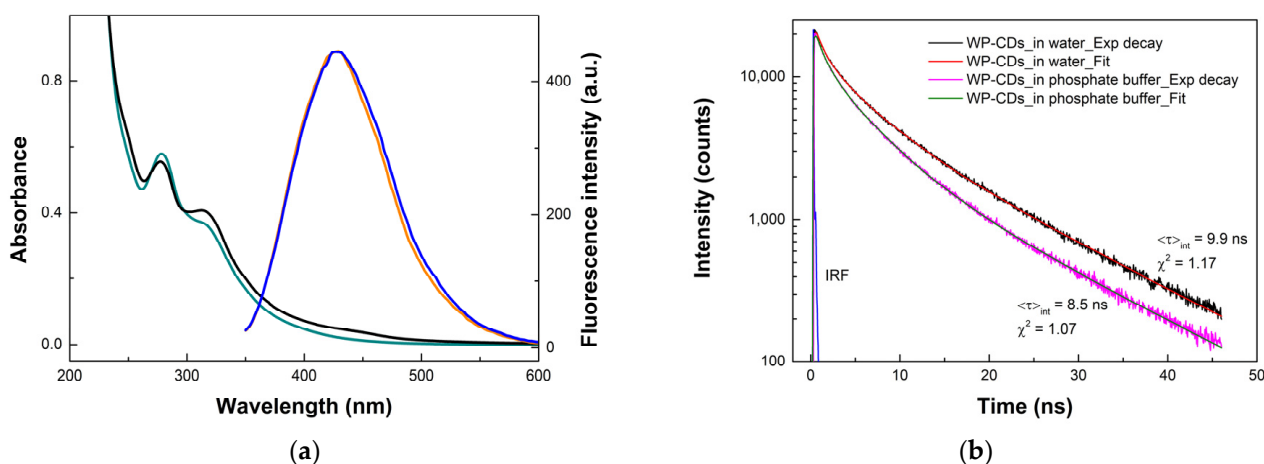 Absorbance
0.8
0.4
0.0
200
300
400
500
600
Wavelength (nm)
400
200
0
Fluorescence intensity (a.u.)
(a)
Intensity (counts)
10,000
1,000
100
WP-CDs_in water_Exp decay
WP-CDs_in water_Fit
WP-CDs_in phosphate buffer_Exp decay
WP-CDs_in phosphate buffer_Fit
<τ>int = 9.9 ns
χ² = 1.17
IRF
<τ>int = 8.5 ns
χ² = 1.07
0
10
20
30
40
50
Time (ns)
(b)